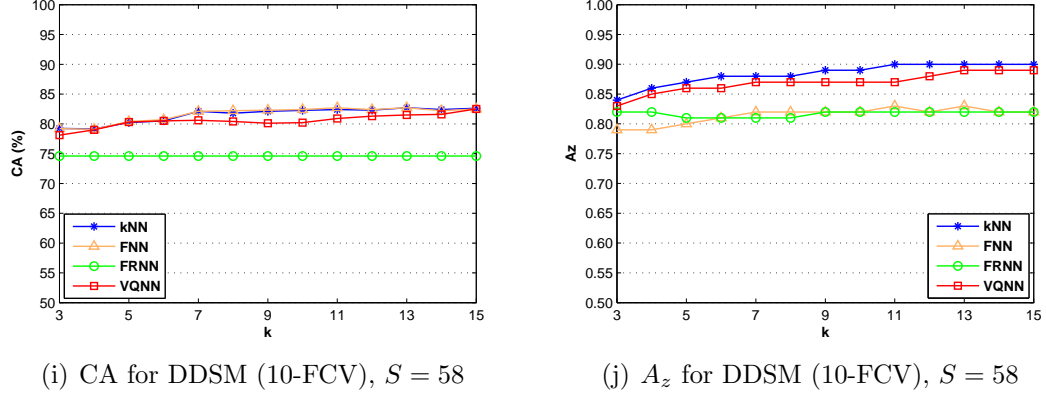 100
95
90
85
80
75
70
65
60
55
50
CA (%)
kNN
FNN
FRNN
VQNN
3 5 7 9 11 13 15
k
(i) CA for DDSM (10-FCV), S = 58
1.00
0.95
0.90
0.85
0.80
0.75
0.70
0.65
0.60
0.55
0.50
Az
kNN
FNN
FRNN
VQNN
3 5 7 9 11 13 15
k
(j) Az for DDSM (10-FCV), S = 58